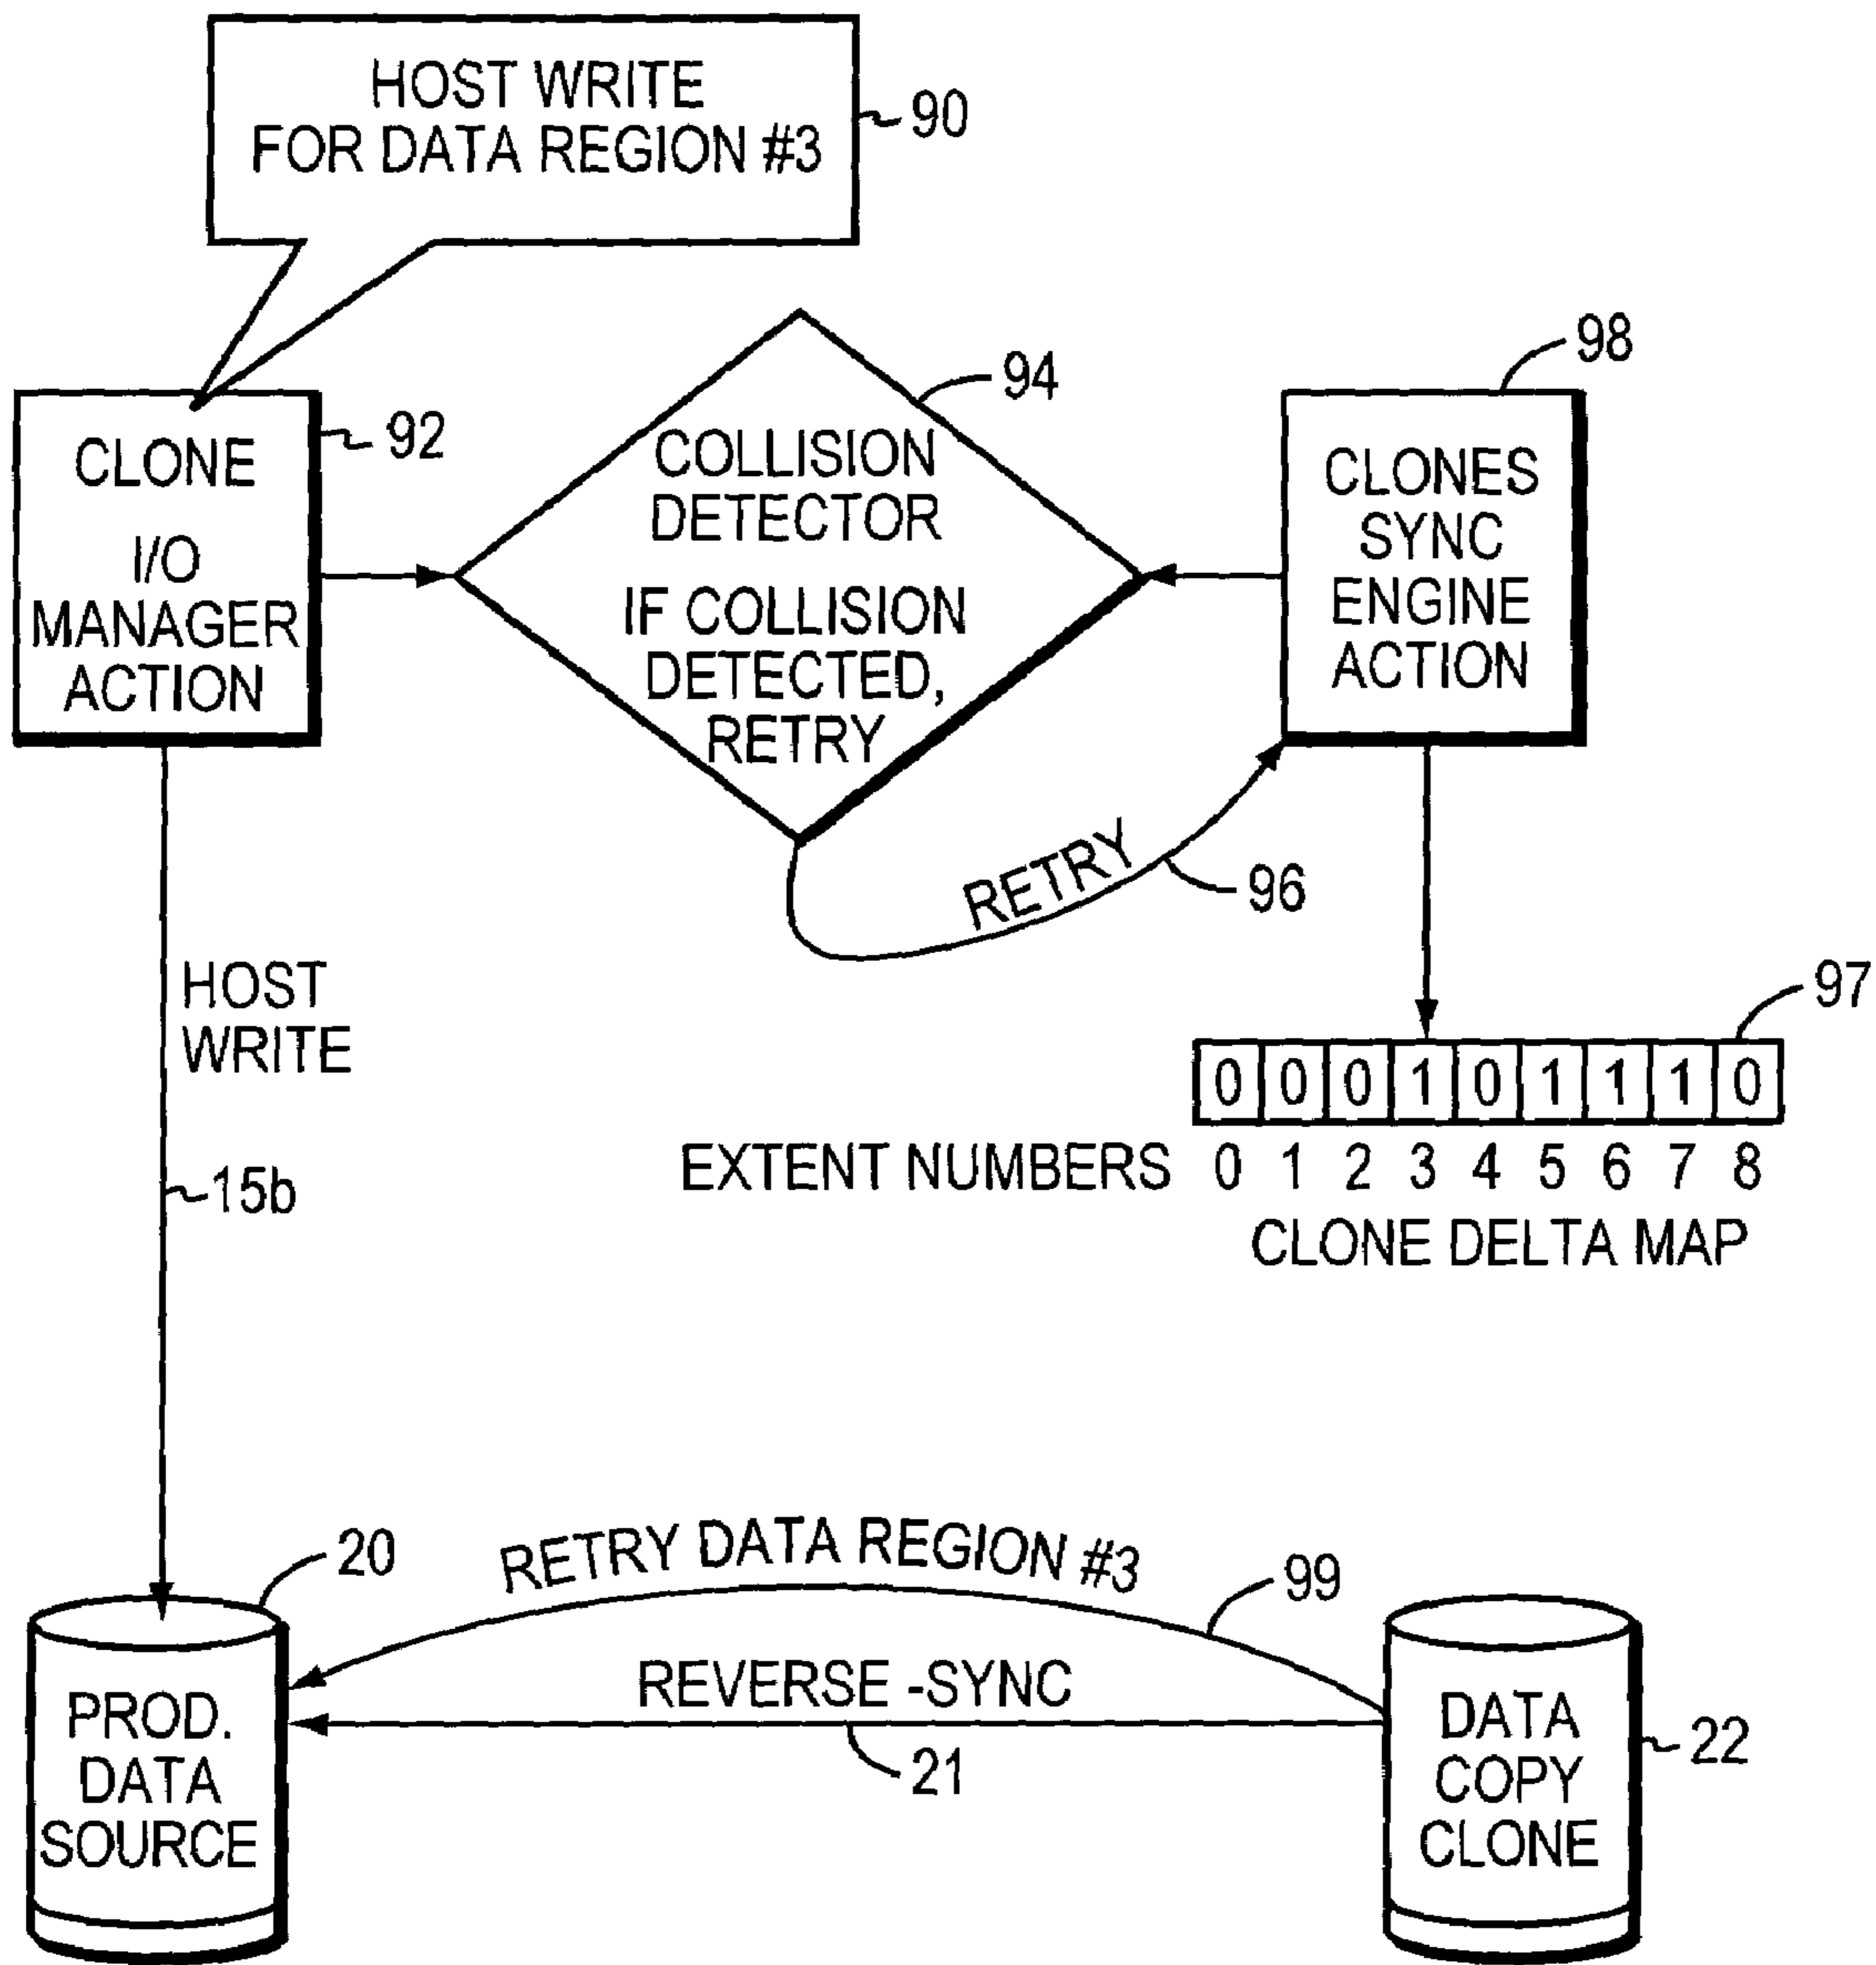 HOST WRITE
FOR DATA REGION #3
90
98
94
92
CLONE
I/O
MANAGER
ACTION
COLLISION
DETECTOR
IF COLLISION
DETECTED,
RETRY
CLONES
SYNC
ENGINE
ACTION
RETRY
96
HOST
WRITE
97
0 0 0 1 0 1 1 1 0
EXTENT NUMBERS 0 1 2 3 4 5 6 7 8
CLONE DELTA MAP
15b
20
RETRY DATA REGION #3
99
REVERSE -SYNC
21
PROD.
DATA
SOURCE
DATA
COPY
CLONE
22